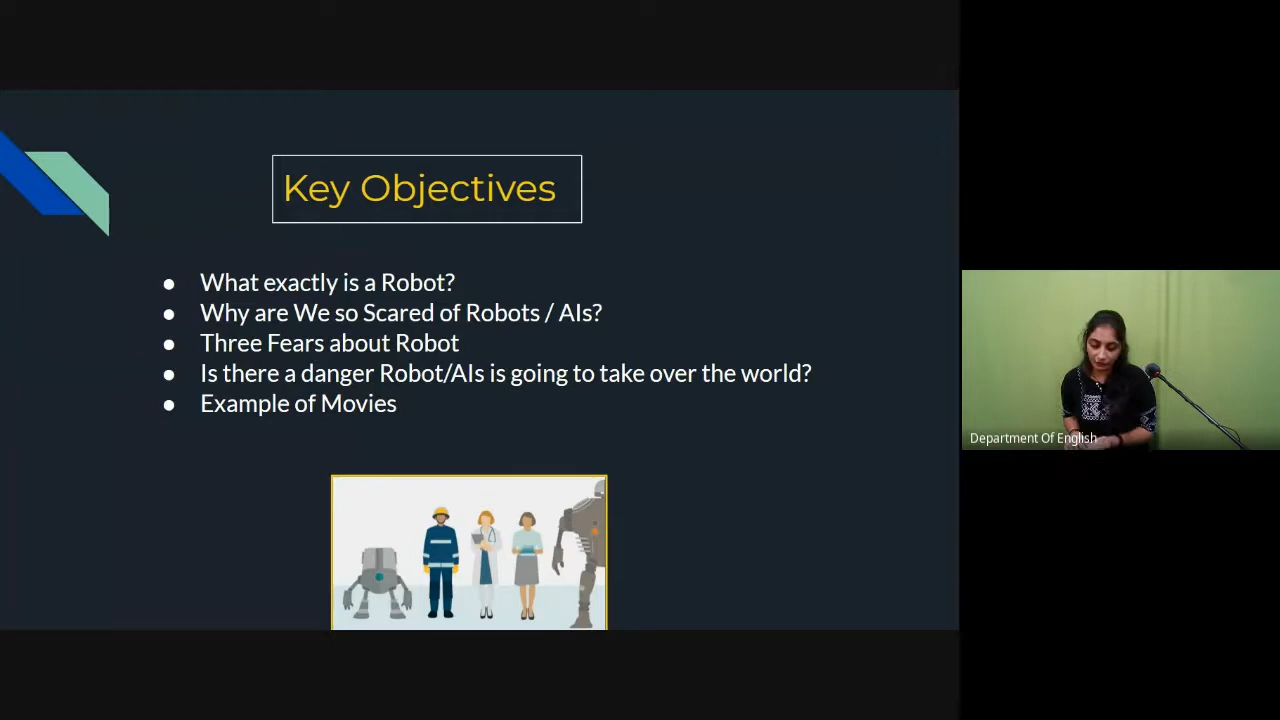 Key Objectives
● What exactly is a Robot?
● Why are We so Scared of Robots / AIs?
● Three Fears about Robot
● Is there a danger Robot/AIs is going to take over the world?
● Example of Movies
Department Of English